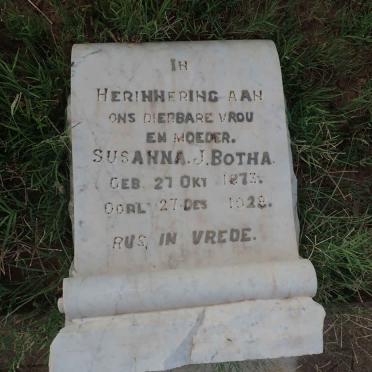 IN
HERINNERING AAN
ONS DIERBARE VROU
EN MOEDER.
SUSANNA. J. BOTHA.
GEB 27 OKT 1873.
OORL 27 DES 1928.
RUS, IN VREDE.